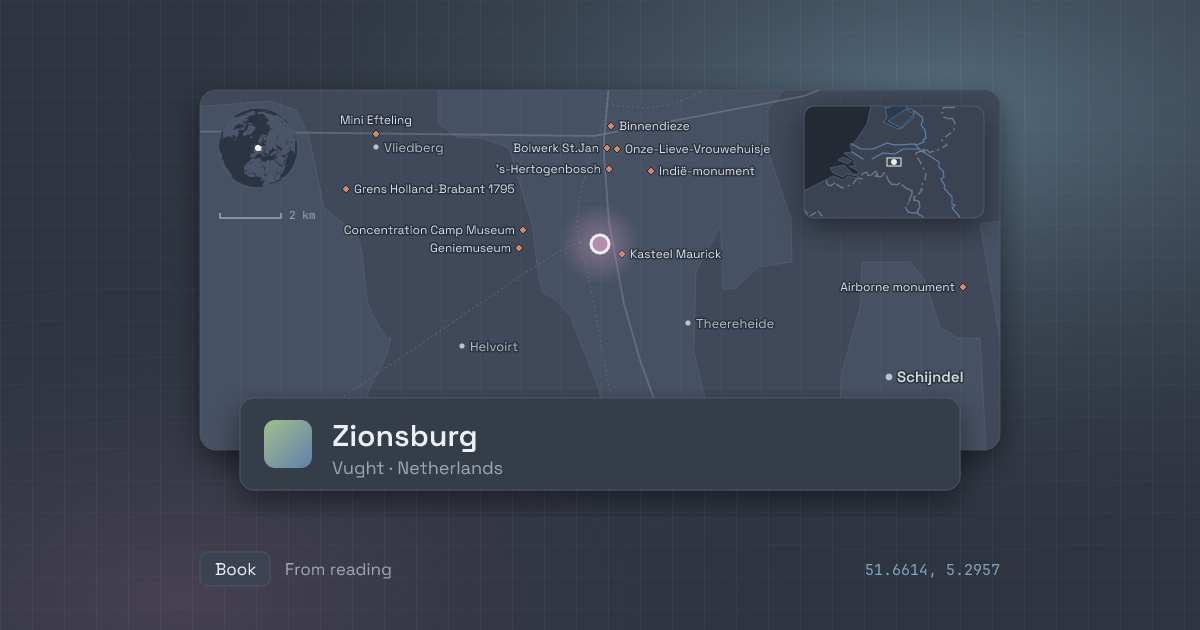 Mini Efteling
Vliedberg
Binnendieze
Bolwerk St.Jan
Onze-Lieve-Vrouwehuisje
's-Hertogenbosch
Indië-monument
Grens Holland-Brabant 1795
2 km
Concentration Camp Museum
Geniemuseum
Kasteel Maurick
Airborne monument
Theereheide
Helvoirt
Schijndel
Zionsburg
Vught · Netherlands
Book
From reading
51.6614, 5.2957